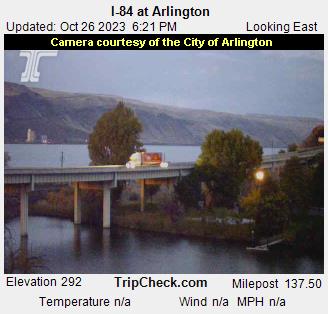 I-84 at Arlington
Updated: Oct 26 2023 6:21 PM Looking East
Camera courtesy of the City of Arlington
Elevation 292 TripCheck.com Milepost 137.50
Temperature n/a Wind n/a MPH n/a